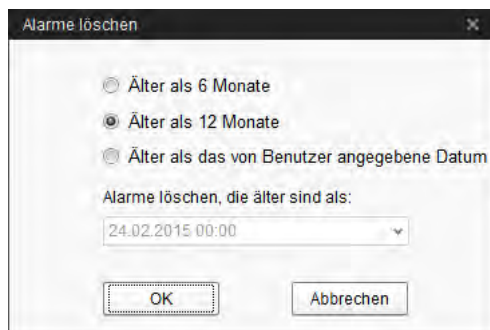 Alarme löschen
Älter als 6 Monate
Älter als 12 Monate
Älter als das von Benutzer angegebene Datum
Alarme löschen, die älter sind als:
24.02.2015 00:00
OK Abbrechen